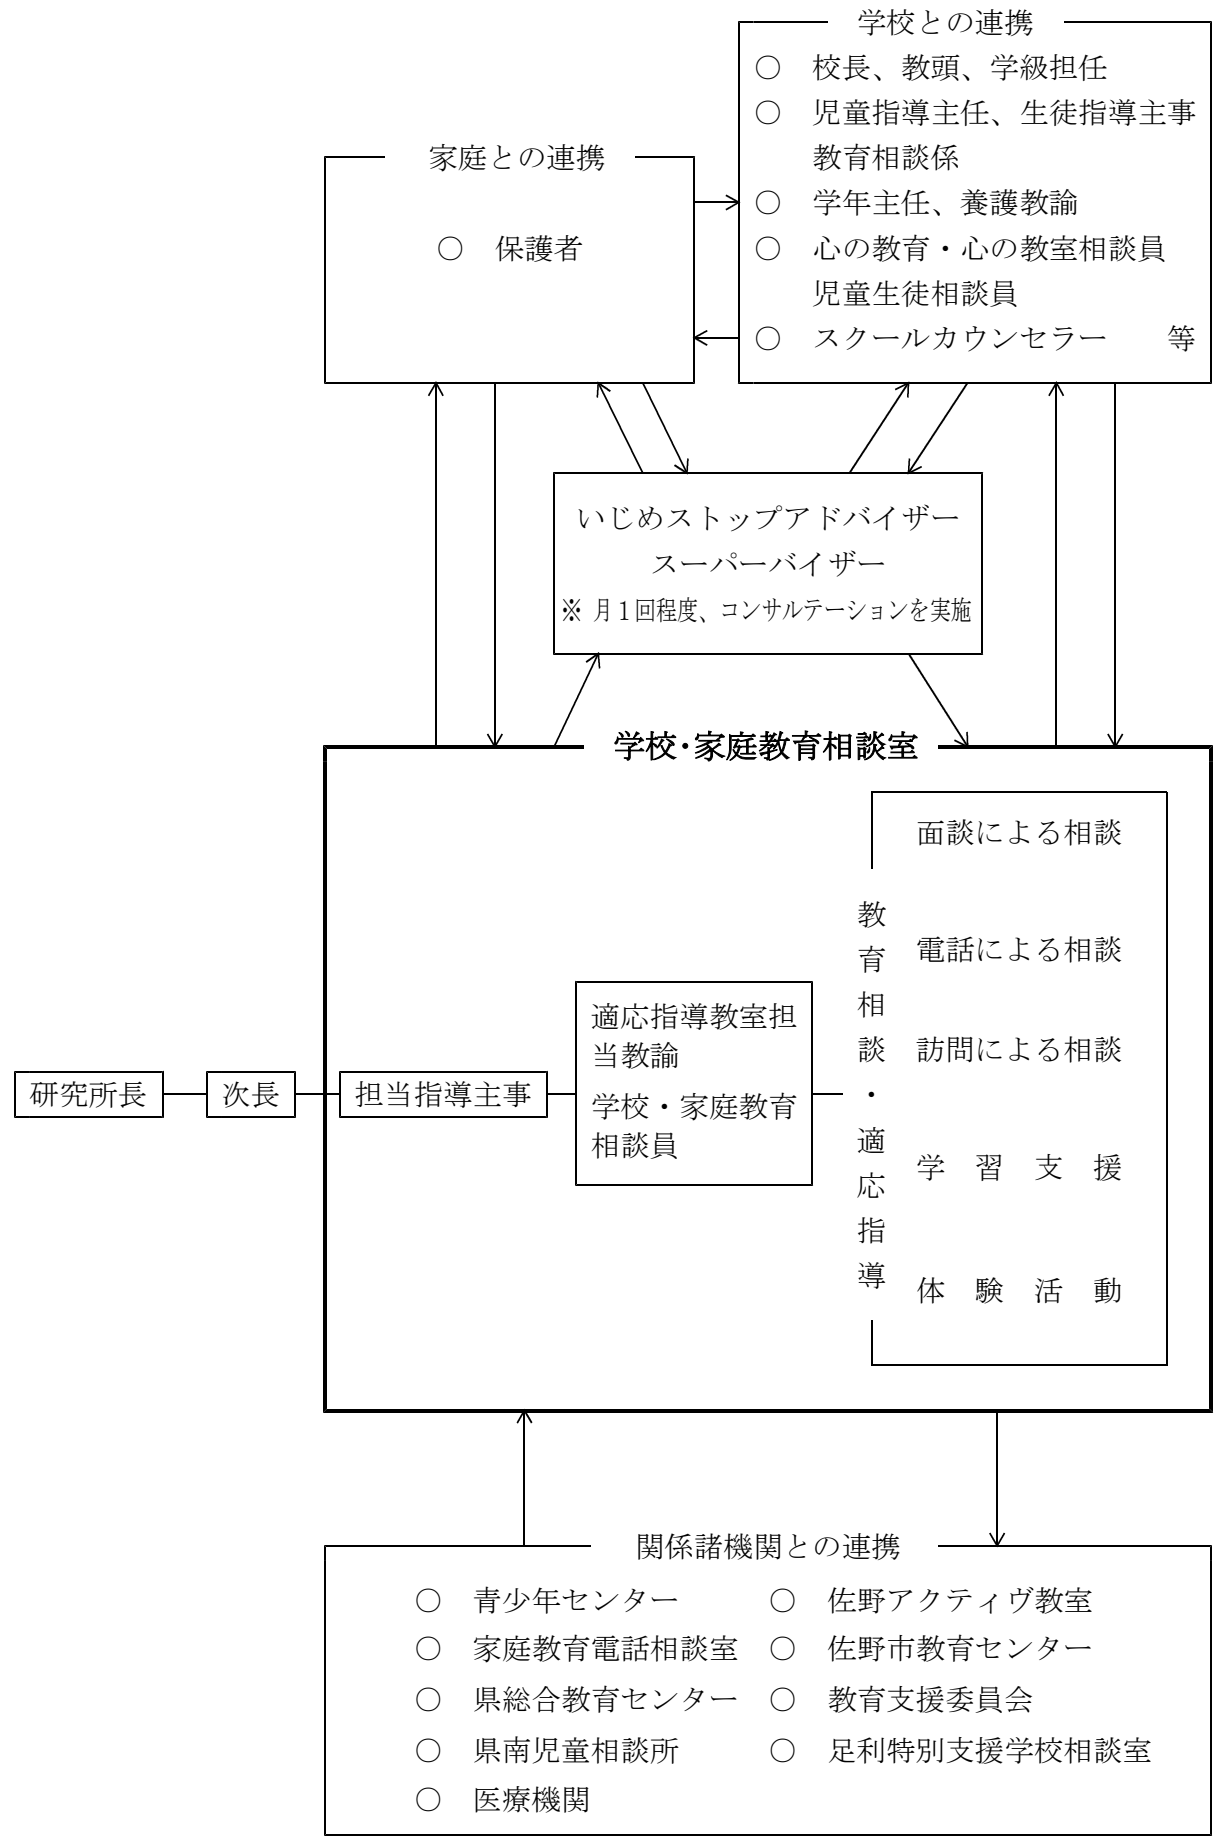 学校との連携
○ 校長、教頭、学級担任
○ 児童指導主任、生徒指導主事
教育相談係
○ 学年主任、養護教諭
○ 心の教育・心の教室相談員
児童生徒相談員
○ スクールカウンセラー 等
家庭との連携
○ 保護者
いじめストップアドバイザー
スーパーバイザー
※ 月1回程度、コンサルテーションを実施
学校・家庭教育相談室
研究所長
次長
担当指導主事
適応指導教室担
当教諭
学校・家庭教育
相談員
教育相談・適応指導
面談による相談
電話による相談
訪問による相談
学 習 支 援
体 験 活 動
関係諸機関との連携
○ 青少年センター
○ 家庭教育電話相談室
○ 県総合教育センター
○ 県南児童相談所
○ 医療機関
○ 佐野アクティヴ教室
○ 佐野市教育センター
○ 教育支援委員会
○ 足利特別支援学校相談室